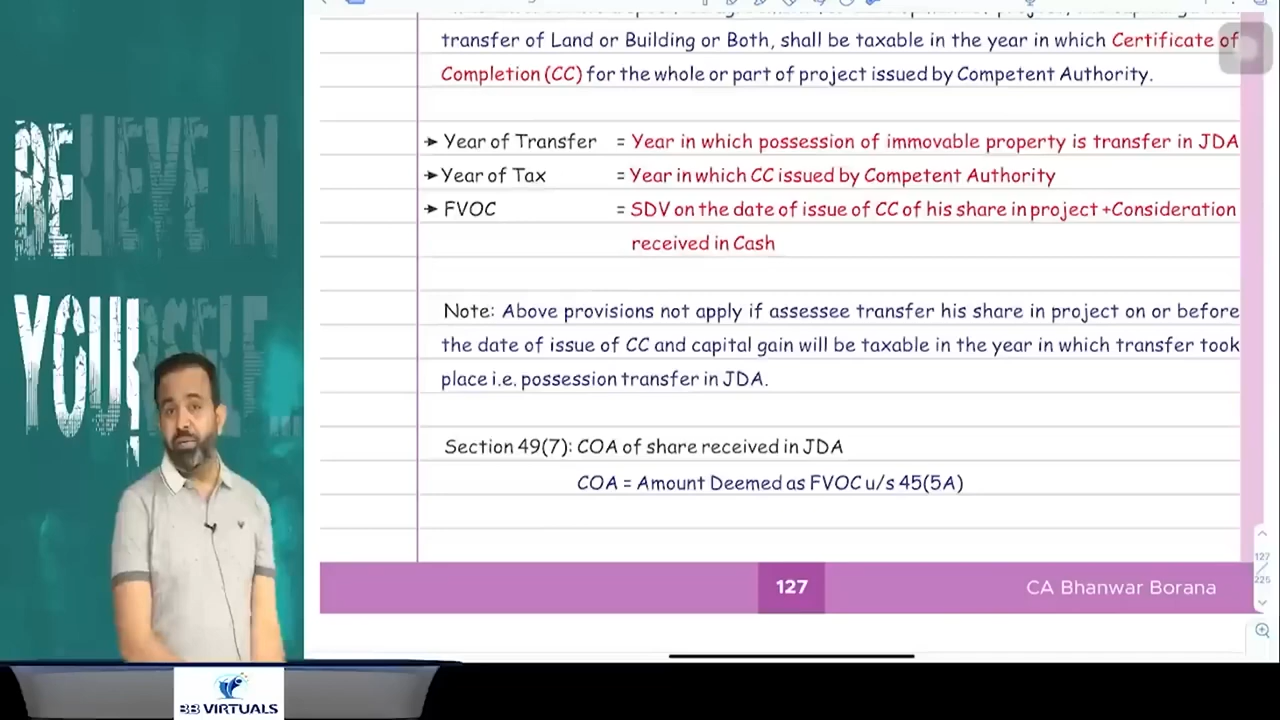 BELIEVE IN
YOURSELF...
transfer of Land or Building or Both, shall be taxable in the year in which Certificate of
Completion (CC) for the whole or part of project issued by Competent Authority.
→ Year of Transfer = Year in which possession of immovable property is transfer in JDA
→ Year of Tax = Year in which CC issued by Competent Authority
→ FVOC = SDV on the date of issue of CC of his share in project +Consideration
received in Cash
Note: Above provisions not apply if assessee transfer his share in project on or before
the date of issue of CC and capital gain will be taxable in the year in which transfer took
place i.e. possession transfer in JDA.
Section 49(7): COA of share received in JDA
COA = Amount Deemed as FVOC u/s 45(5A)
127
225
127
CA Bhanwar Borana
BB VIRTUALS